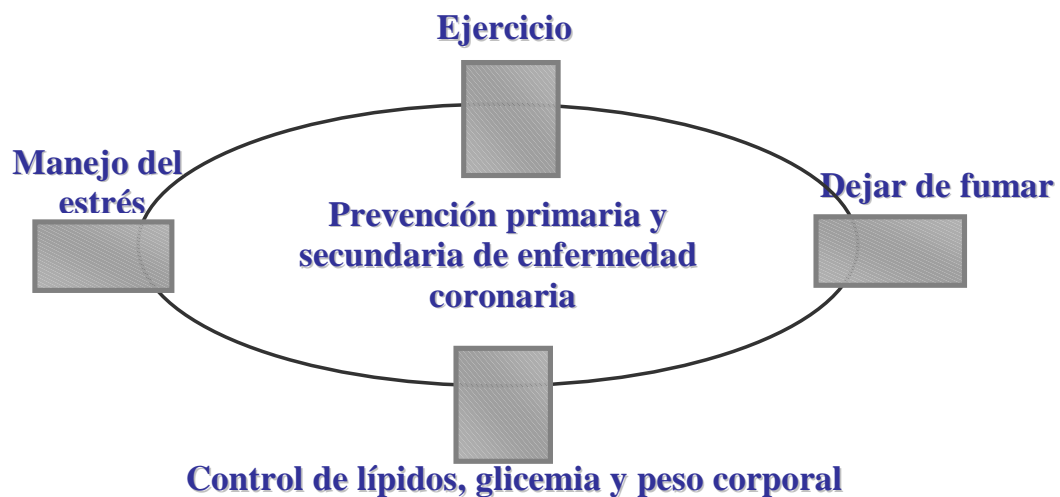 Ejercicio
Manejo del
estrés
Dejar de fumar
Prevención primaria y
secundaria de enfermedad
coronaria
Control de lípidos, glicemia y peso corporal